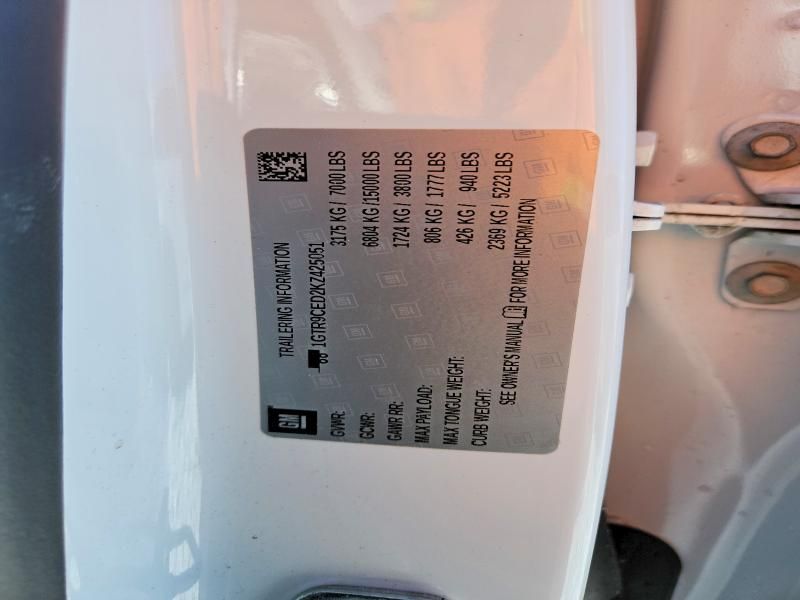 GM
TRAILERING INFORMATION
1GTR9CED2KZ425051
GVWR: 3175 KG / 7000 LBS
GCWR: 6804 KG /15000 LBS
GAWR RR: 1724 KG / 3800 LBS
MAX PAYLOAD: 806 KG / 1777 LBS
MAX TONGUE WEIGHT: 426 KG / 940 LBS
CURB WEIGHT: 2369 KG / 5223 LBS
SEE OWNER'S MANUAL FOR MORE INFORMATION